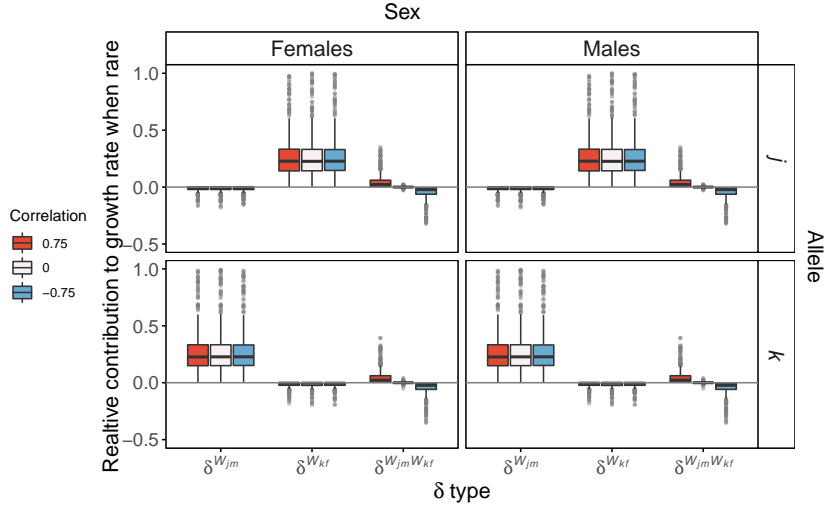 Sex
Females Males
Realtive contribution to growth rate when rare
1.0
0.5
0.0
−0.5
j
1.0
0.5
0.0
−0.5
k
Allele
Correlation
0.75
0
−0.75
δ^{W_{jm}} δ^{W_{kf}} δ^{W_{jm}W_{kf}} δ^{W_{jm}} δ^{W_{kf}} δ^{W_{jm}W_{kf}}
δ type